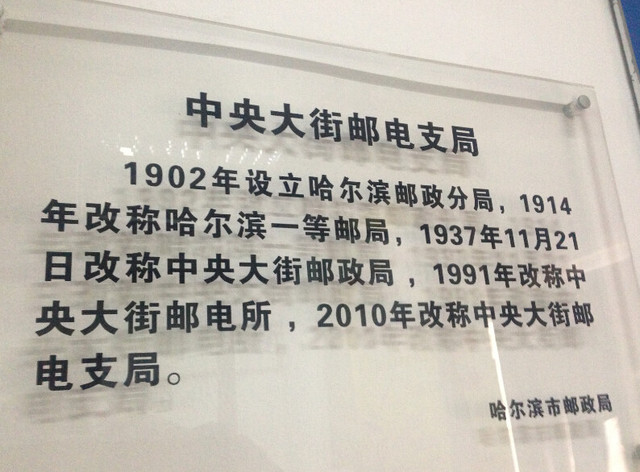 中央大街邮电支局
1902年设立哈尔滨邮政分局，1914
年改称哈尔滨一等邮局，1937年11月21
日改称中央大街邮政局，1991年改称中
央大街邮电所，2010年改称中央大街邮
电支局。
哈尔滨市邮政局